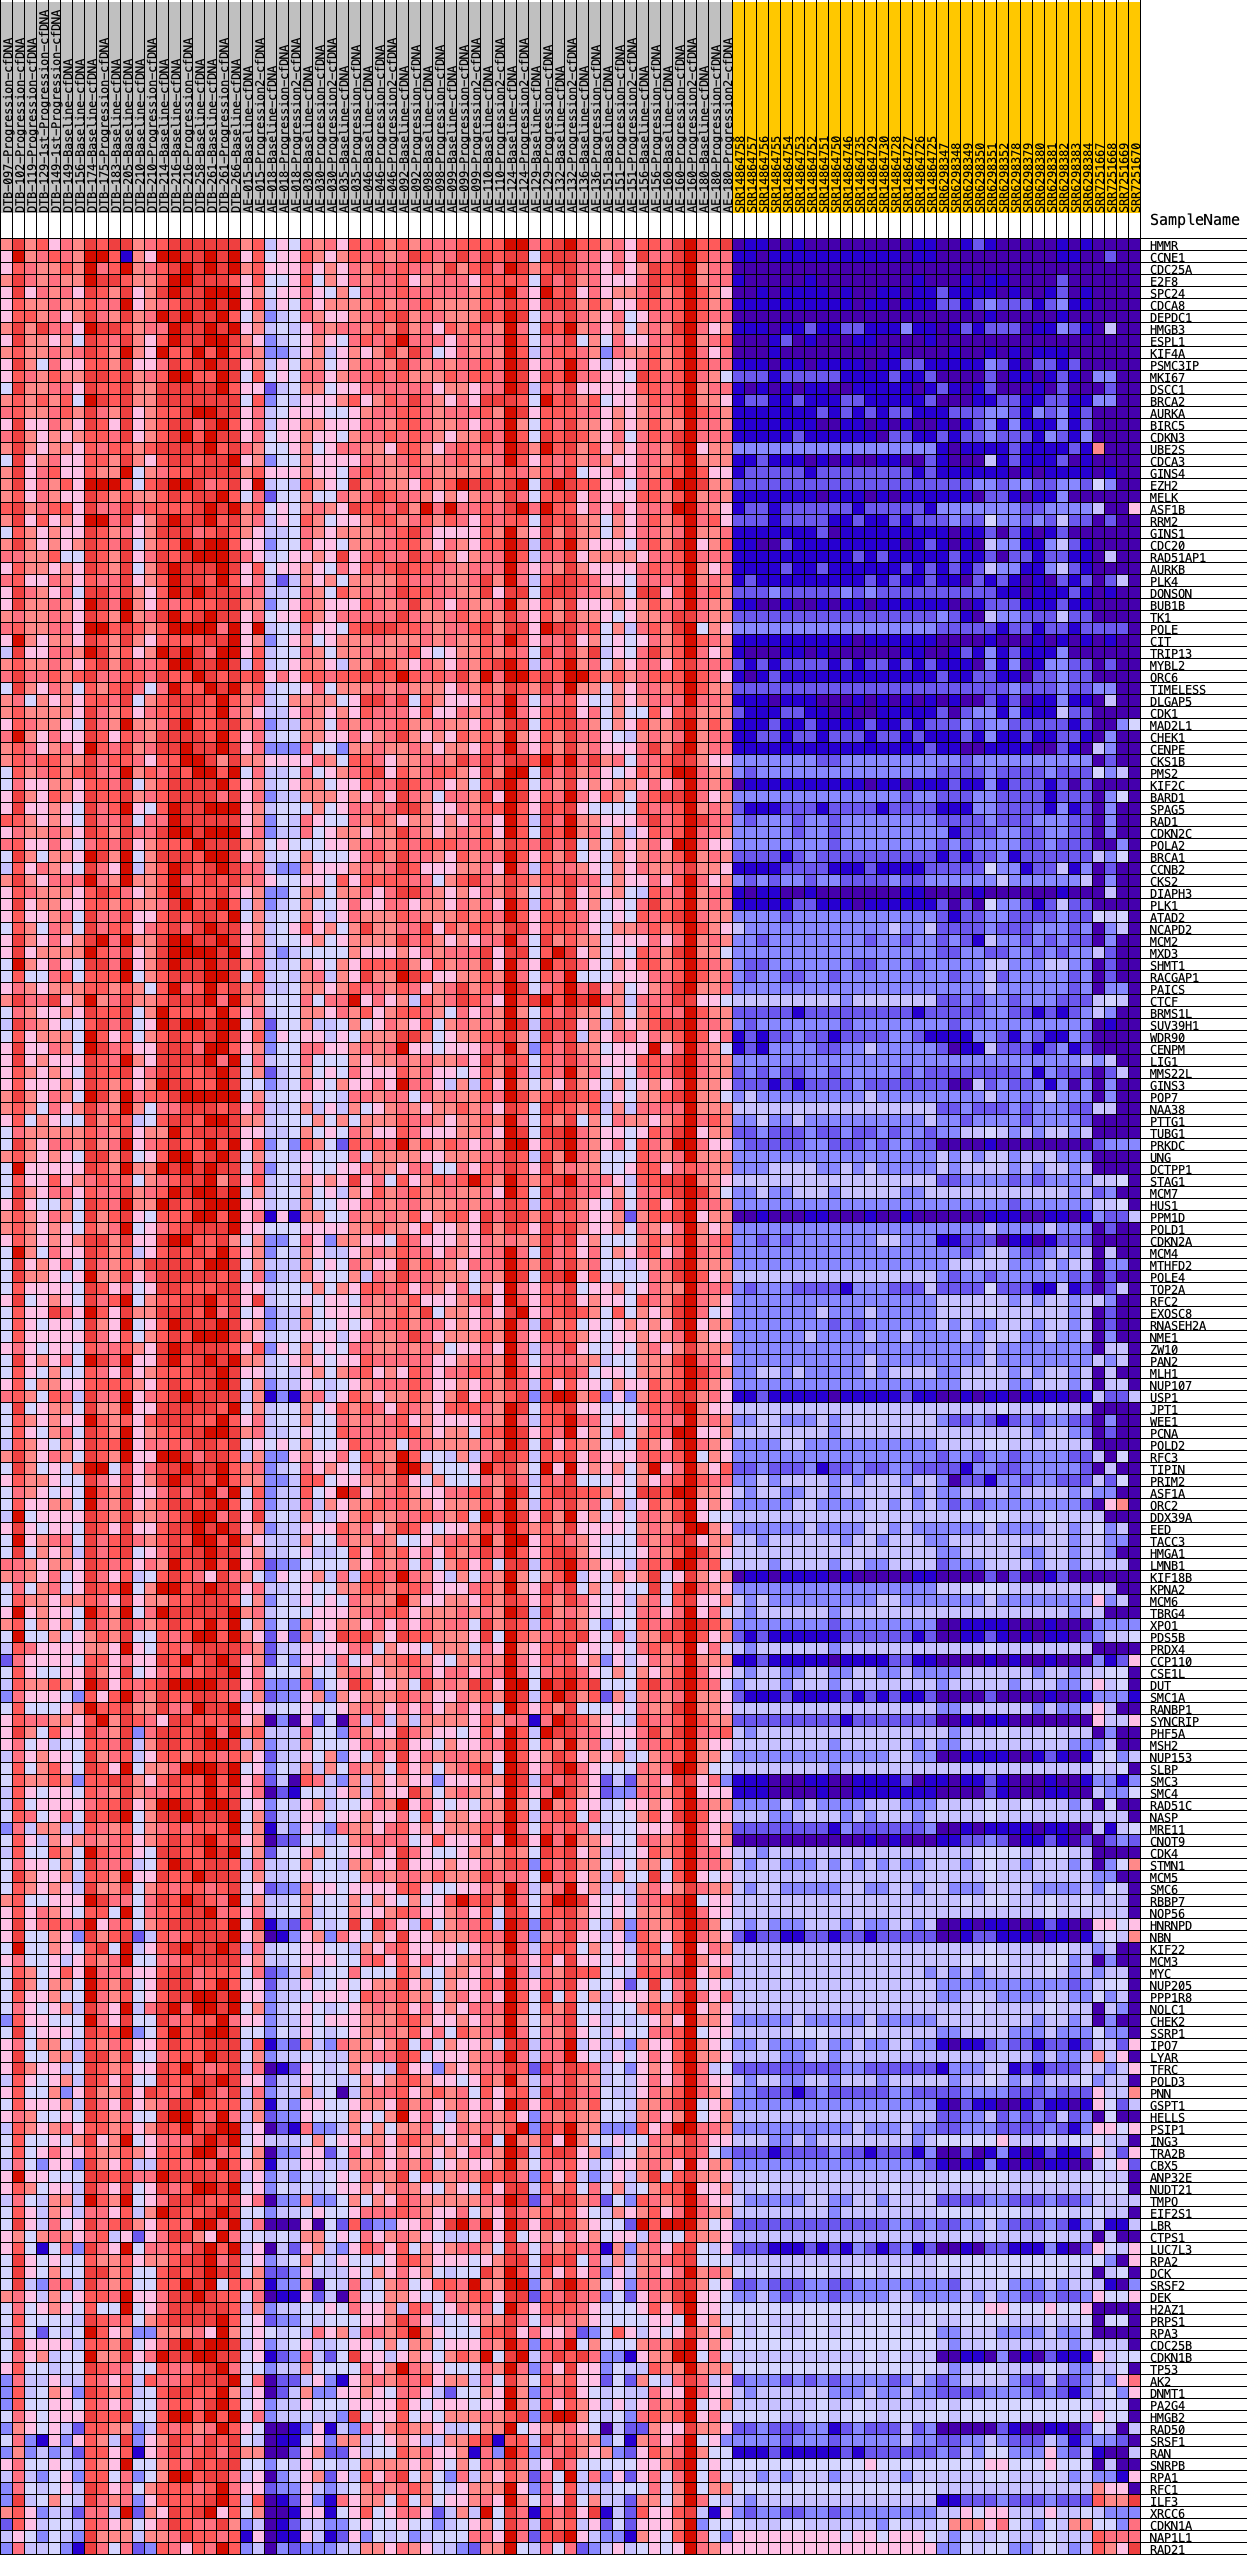 DTB-097-Progression-cfDNA
DTB-102-Progression-cfDNA
DTB-119-Progression-cfDNA
DTB-149-1st-Progression-cfDNA
DTB-149-1st-Progression-cfDNA
DTB-149-Baseline-cfDNA
DTB-156-Baseline-cfDNA
DTB-174-Baseline-cfDNA
DTB-175-Progression-cfDNA
DTB-183-Baseline-cfDNA
DTB-205-Baseline-cfDNA
DTB-210-Baseline-cfDNA
DTB-210-Progression-cfDNA
DTB-214-Baseline-cfDNA
DTB-216-Baseline-cfDNA
DTB-216-Progression-cfDNA
DTB-258-Baseline-cfDNA
DTB-261-Baseline-cfDNA
DTB-261-Progression-cfDNA
DTB-266-Baseline-cfDNA
AE-015-Baseline-cfDNA
AE-015-Progression2-cfDNA
AE-018-Baseline-cfDNA
AE-018-Progression-cfDNA
AE-018-Progression2-cfDNA
AE-030-Baseline-cfDNA
AE-030-Progression-cfDNA
AE-030-Progression2-cfDNA
AE-035-Baseline-cfDNA
AE-035-Progression2-cfDNA
AE-046-Baseline-cfDNA
AE-046-Progression-cfDNA
AE-046-Progression2-cfDNA
AE-092-Baseline-cfDNA
AE-092-Progression2-cfDNA
AE-098-Baseline-cfDNA
AE-098-Progression2-cfDNA
AE-099-Baseline-cfDNA
AE-099-Progression2-cfDNA
AE-110-Baseline-cfDNA
AE-110-Progression2-cfDNA
AE-124-Baseline-cfDNA
AE-124-Progression2-cfDNA
AE-129-Baseline-cfDNA
AE-129-Progression2-cfDNA
AE-132-Baseline-cfDNA
AE-132-Progression2-cfDNA
AE-136-Baseline-cfDNA
AE-136-Progression-cfDNA
AE-151-Baseline-cfDNA
AE-151-Progression-cfDNA
AE-151-Progression2-cfDNA
AE-156-Baseline-cfDNA
AE-156-Progression-cfDNA
AE-160-Baseline-cfDNA
AE-160-Progression-cfDNA
AE-160-Progression2-cfDNA
AE-180-Baseline-cfDNA
AE-180-Progression-cfDNA
AE-180-Progression2-cfDNA
SRR14864758
SRR14864757
SRR14864756
SRR14864755
SRR14864754
SRR14864753
SRR14864752
SRR14864751
SRR14864750
SRR14864746
SRR14864735
SRR14864729
SRR14864730
SRR14864728
SRR14864727
SRR14864726
SRR14864725
SRR6298347
SRR6298348
SRR6298349
SRR6298350
SRR6298351
SRR6298352
SRR6298378
SRR6298379
SRR6298380
SRR6298381
SRR6298382
SRR6298383
SRR6298384
SRR7251667
SRR7251668
SRR7251669
SRR7251670
SampleName
HMMR
CCNE1
CDC25A
E2F8
SPC24
CDCA8
DEPDC1
HMGB3
ESPL1
KIF4A
PSMC3IP
MKI67
DSCC1
BRCA2
AURKA
BIRC5
CDKN3
UBE2S
CDCA3
GINS4
EZH2
MELK
ASF1B
RRM2
GINS1
CDC20
RAD51AP1
AURKB
PLK4
DONSON
BUB1B
TK1
POLE
CIT
TRIP13
MYBL2
ORC6
TIMELESS
DLGAP5
CDK1
MAD2L1
CHEK1
CENPE
CKS1B
PMS2
KIF2C
BARD1
SPAG5
RAD1
CDKN2C
POLA2
BRCA1
CCNB2
CKS2
DIAPH3
PLK1
ATAD2
NCAPD2
MCM2
MXD3
SHMT1
RACGAP1
PAICS
CTCF
BRMS1L
SUV39H1
WDR90
CENPM
LIG1
MMS22L
GINS3
POP7
NAA38
PTTG1
TUBG1
PRKDC
UNG
DCTPP1
STAG1
MCM7
HUS1
PPM1D
POLD1
CDKN2A
MCM4
MTHFD2
POLE4
TOP2A
RFC2
EXOSC8
RNASEH2A
NME1
ZW10
PAN2
MLH1
NUP107
USP1
JPT1
WEE1
PCNA
POLD2
RFC3
TIPIN
PRIM2
ASF1A
ORC2
DDX39A
EED
TACC3
HMGA1
LMNB1
KIF18B
KPNA2
MCM6
TBRG4
XPO1
PDS5B
PRDX4
CCP110
CSE1L
DUT
SMC1A
RANBP1
SYNCRIP
PHF5A
MSH2
NUP153
SLBP
SMC3
SMC4
RAD51C
NASP
MRE11
CNOT9
CDK4
STMN1
MCM5
SMC6
RBBP7
NOP56
HNRNPD
NBN
KIF22
MCM3
MYC
NUP205
PPP1R8
NOLC1
CHEK2
SSRP1
IPO7
LYAR
TFRC
POLD3
PNN
GSPT1
HELLS
PSIP1
ING3
TRA2B
CBX5
ANP32E
NUDT21
TMPO
EIF2S1
LBR
CTPS1
LUC7L3
RPA2
DCK
SRSF2
DEK
H2AZ1
PRPS1
RPA3
CDC25B
CDKN1B
TP53
AK2
DNMT1
PA2G4
HMGB2
RAD50
SRSF1
RAN
SNRPB
RPA1
RFC1
ILF3
XRCC6
CDKN1A
NAP1L1
RAD21